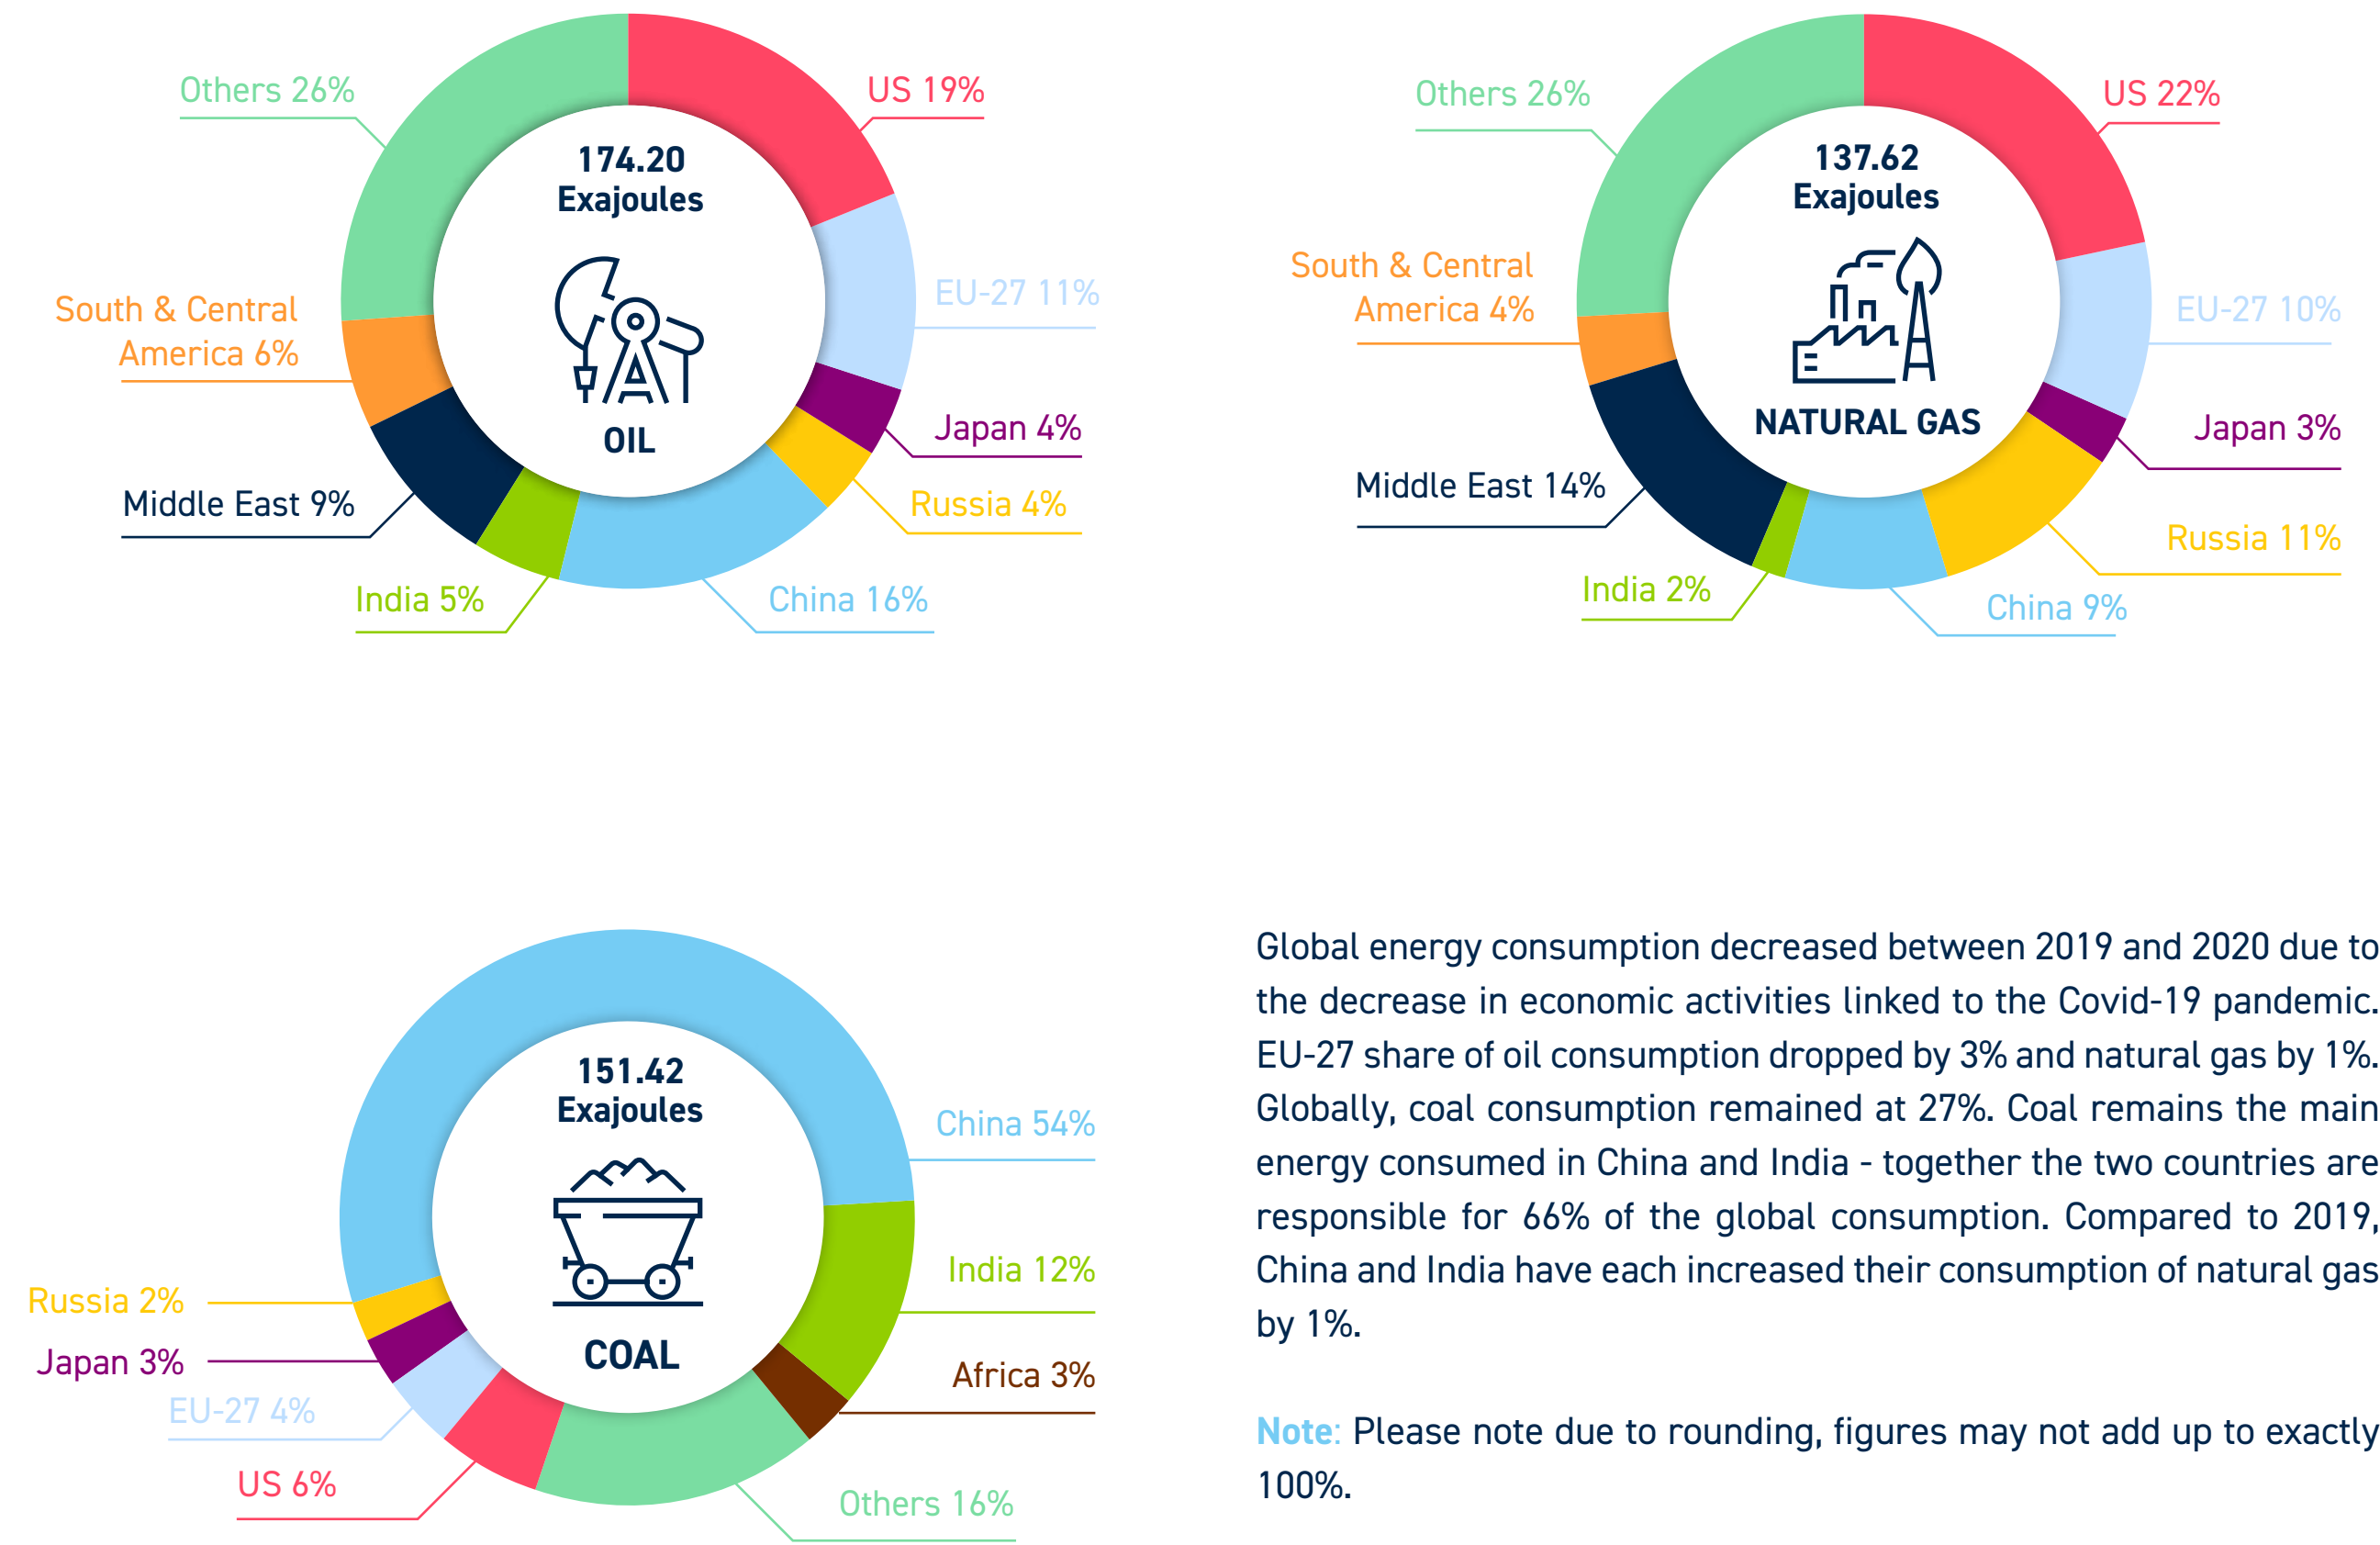 174.20
Exajoules
OIL
US 19%
EU-27 11%
Japan 4%
Russia 4%
China 16%
India 5%
Middle East 9%
South & Central
America 6%
Others 26%
137.62
Exajoules
NATURAL GAS
US 22%
EU-27 10%
Japan 3%
Russia 11%
China 9%
India 2%
Middle East 14%
South & Central
America 4%
Others 26%
151.42
Exajoules
COAL
China 54%
India 12%
Africa 3%
Others 16%
US 6%
EU-27 4%
Japan 3%
Russia 2%
Global energy consumption decreased between 2019 and 2020 due to
the decrease in economic activities linked to the Covid-19 pandemic.
EU-27 share of oil consumption dropped by 3% and natural gas by 1%.
Globally, coal consumption remained at 27%. Coal remains the main
energy consumed in China and India - together the two countries are
responsible for 66% of the global consumption. Compared to 2019,
China and India have each increased their consumption of natural gas
by 1%.
Note: Please note due to rounding, figures may not add up to exactly
100%.